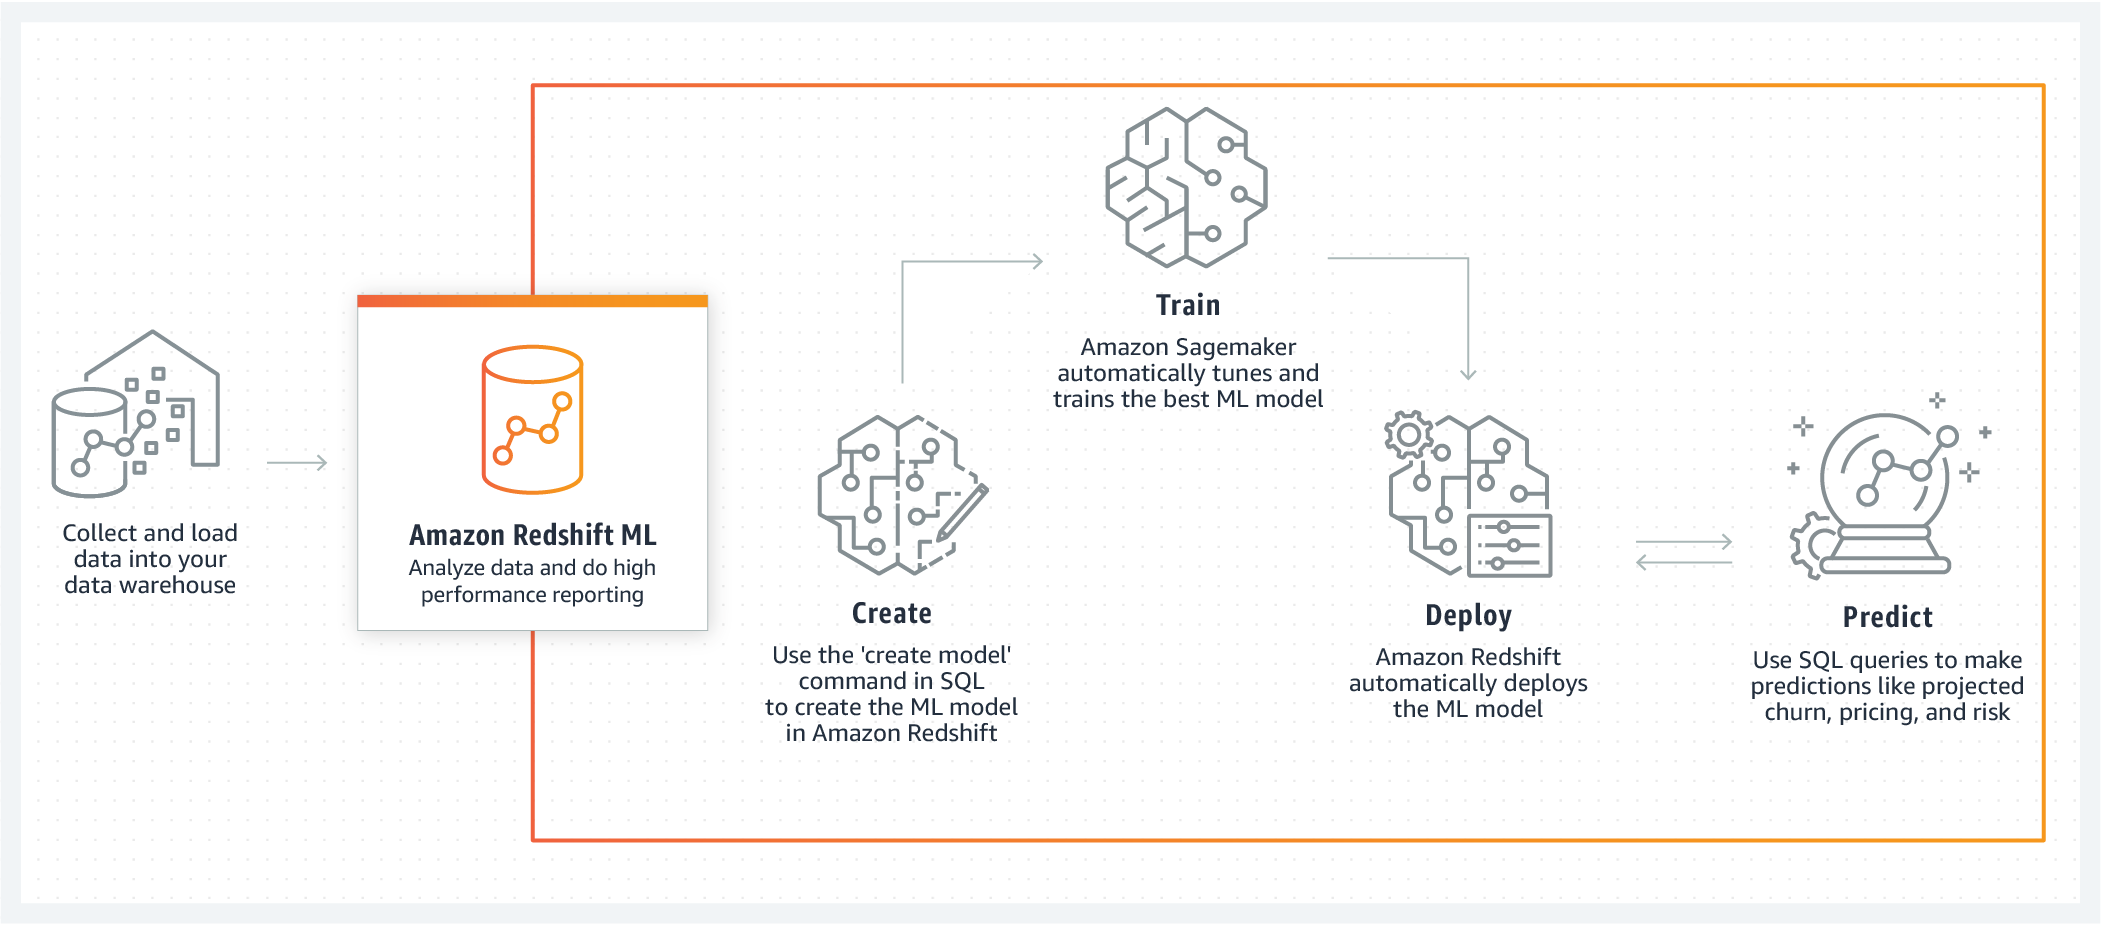 Collect and load
data into your
data warehouse
Amazon Redshift ML
Analyze data and do high
performance reporting
Create
Use the 'create model'
command in SQL
to create the ML model
in Amazon Redshift
Train
Amazon Sagemaker
automatically tunes and
trains the best ML model
Deploy
Amazon Redshift
automatically deploys
the ML model
Predict
Use SQL queries to make
predictions like projected
churn, pricing, and risk